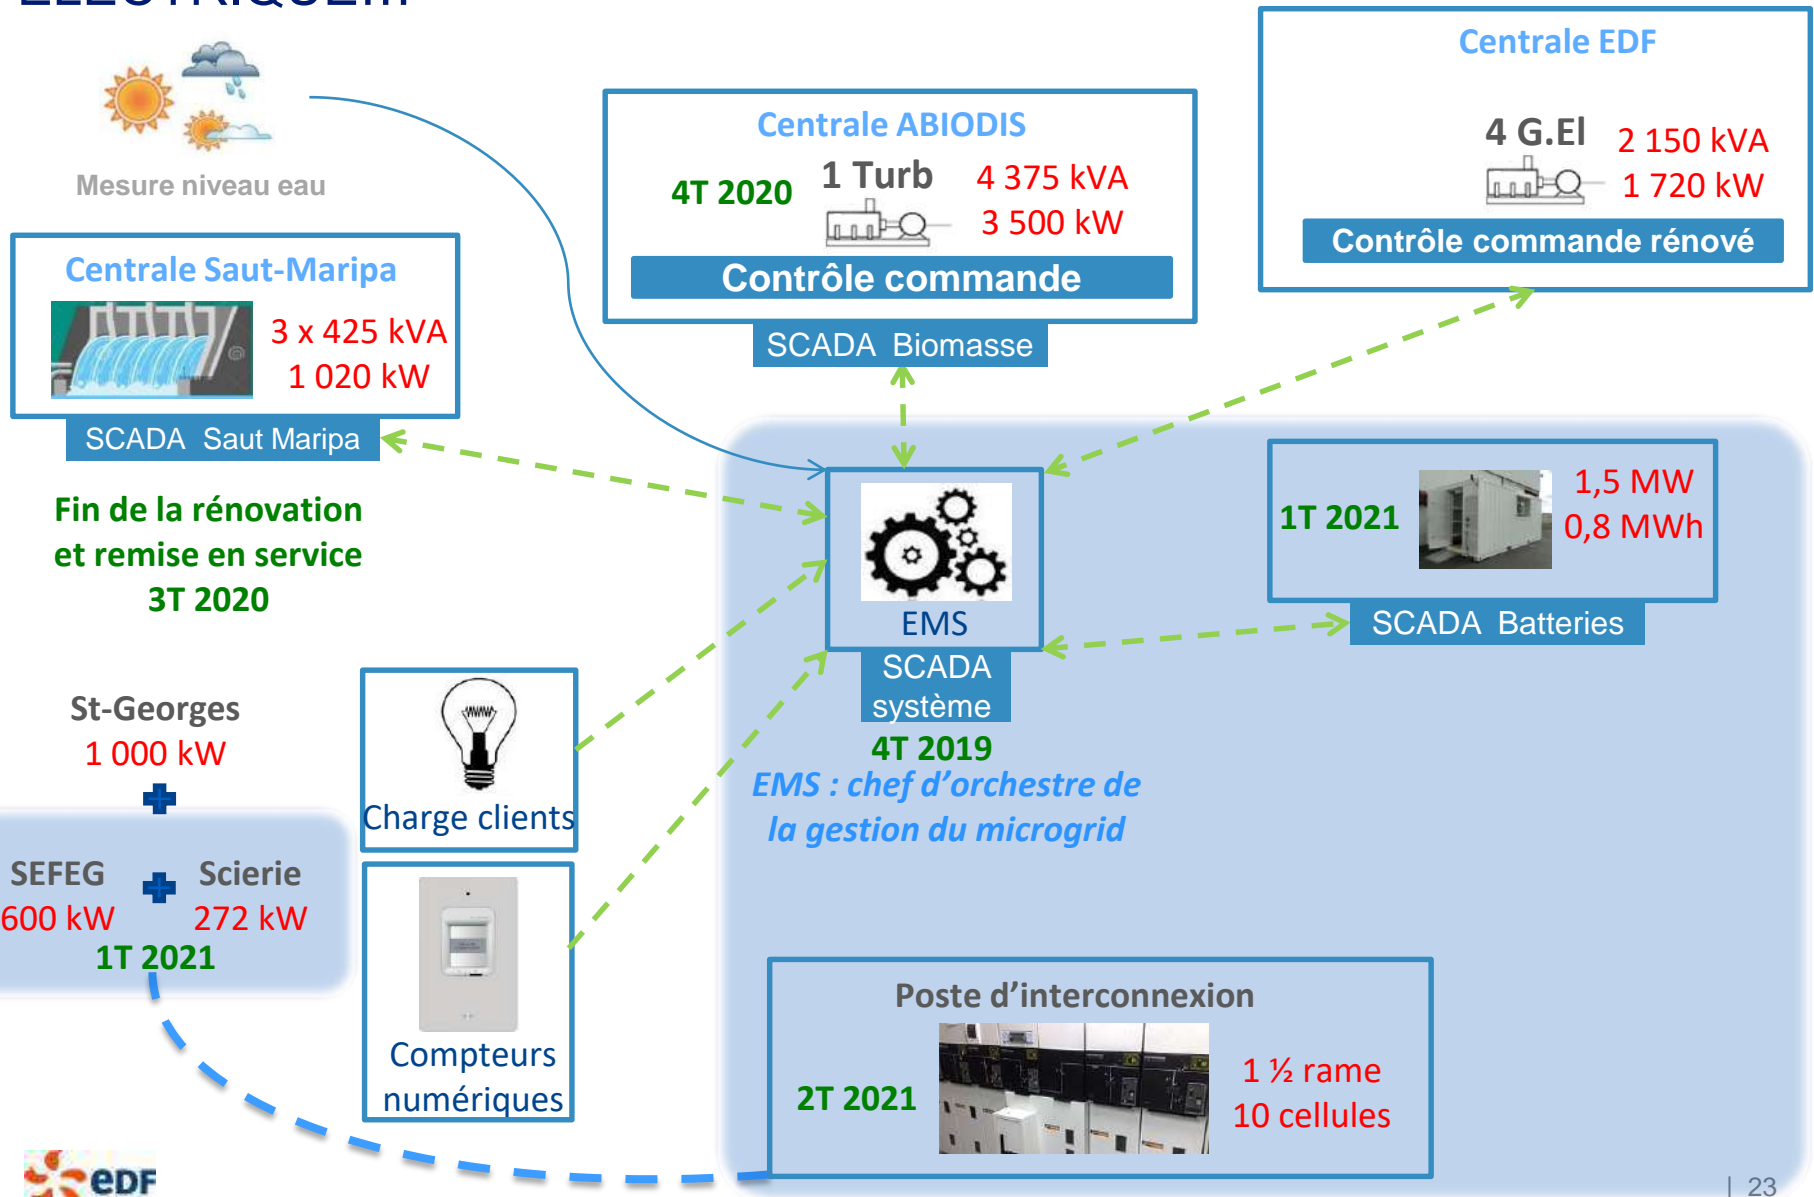 Mesure niveau eau
Centrale Saut-Maripa
3 x 425 kVA
1 020 kW
SCADA Saut Maripa
Fin de la rénovation
et remise en service
3T 2020
Centrale ABIODIS
4T 2020
1 Turb
4 375 kVA
3 500 kW
Contrôle commande
SCADA Biomasse
Centrale EDF
4 G.El
2 150 kVA
1 720 kW
Contrôle commande rénové
EMS
SCADA
système
4T 2019
EMS : chef d’orchestre de
la gestion du microgrid
1T 2021
1,5 MW
0,8 MWh
SCADA Batteries
St-Georges
1 000 kW
SEFEG
600 kW
Scierie
272 kW
1T 2021
Charge clients
Compteurs
numériques
Poste d’interconnexion
2T 2021
1 ½ rame
10 cellules
eDF
| 23